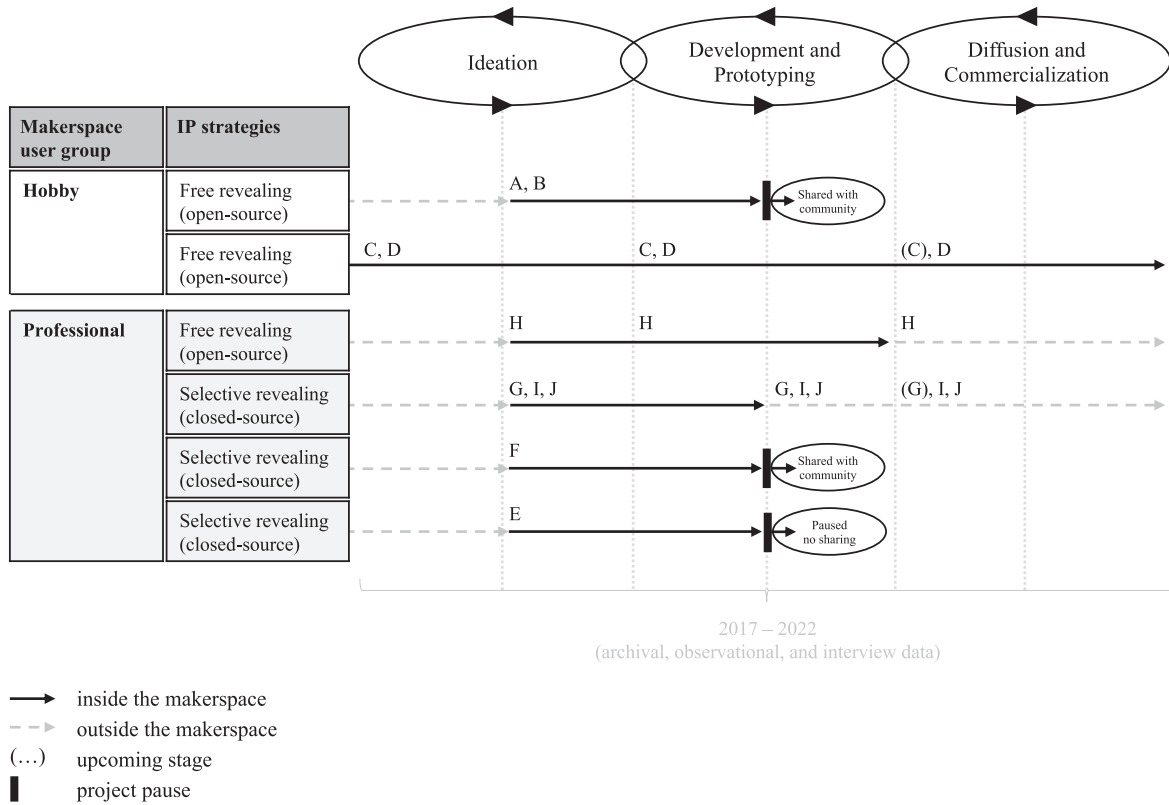 Ideation
Development and
Prototyping
Diffusion and
Commercialization
Makerspace
user group
IP strategies
Hobby
Free revealing
(open-source)
A, B
Shared with
community
Free revealing
(open-source)
C, D
C, D
(C), D
Professional
Free revealing
(open-source)
H
H
H
Selective revealing
(closed-source)
G, I, J
G, I, J
(G), I, J
Selective revealing
(closed-source)
F
Shared with
community
Selective revealing
(closed-source)
E
Paused
no sharing
2017 – 2022
(archival, observational, and interview data)
inside the makerspace
outside the makerspace
(…) upcoming stage
project pause